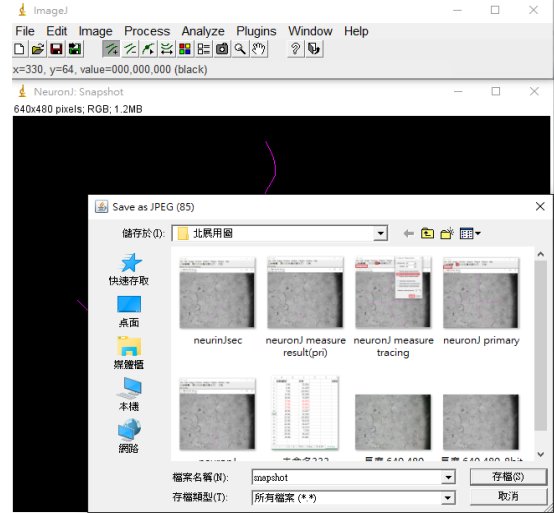 ImageJ
File Edit Image Process Analyze Plugins Window Help
x=330, y=64, value=000,000,000 (black)
NeuronJ: Snapshot
640x480 pixels; RGB; 1.2MB
Save as JPEG (85)
儲存於(I):
北展用圖
快速存取
桌面
媒體櫃
本機
網路
neurinJsec
neuronJ measure result(pri)
neuronJ measure tracing
neuronJ primary
檔案名稱(N):
snapshot
存檔(S)
存檔類型(T):
所有檔案 (*.*)
取消